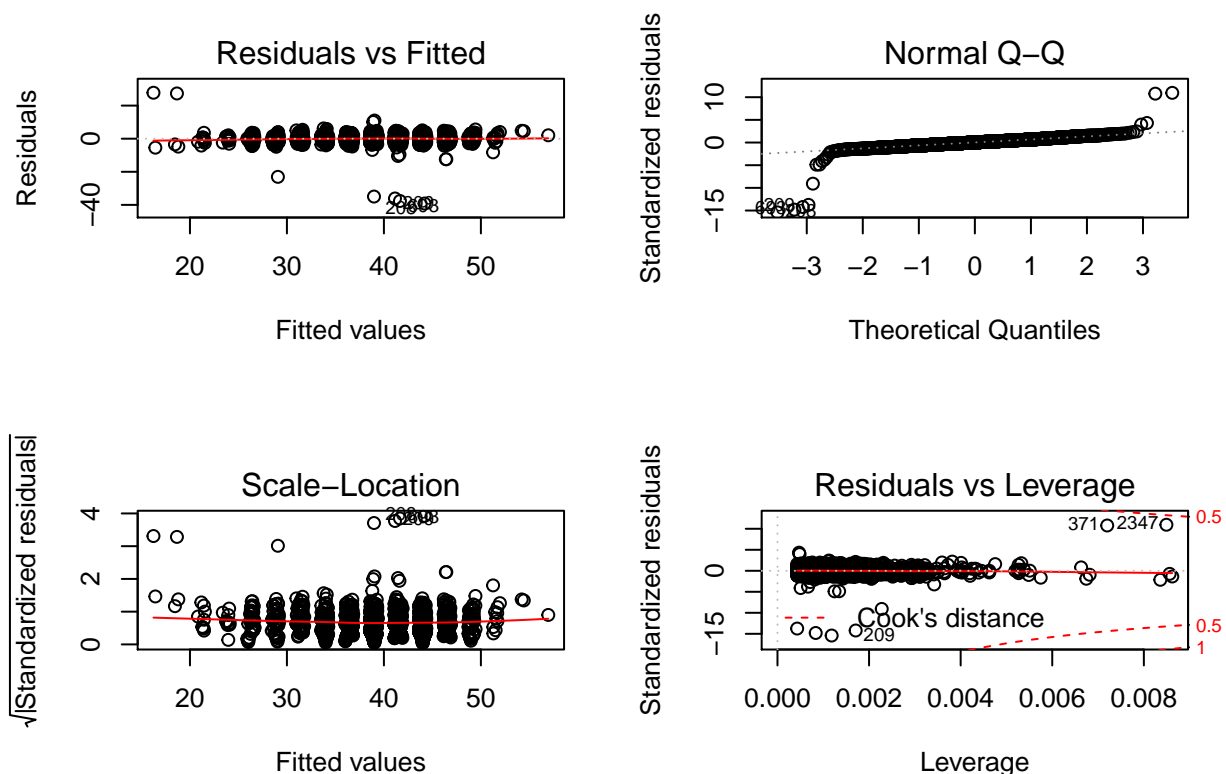 Residuals vs Fitted
Residuals
0
−40
20 30 40 50
Fitted values
Normal Q−Q
Standardized residuals
10
0
−15
−3 −2 −1 0 1 2 3
Theoretical Quantiles
Scale−Location
√|Standardized residuals|
4
2
0
20 30 40 50
Fitted values
Residuals vs Leverage
Standardized residuals
0
−15
371 2347
209
Cook's distance
0.5
0.5
1
0.000 0.002 0.004 0.006 0.008
Leverage